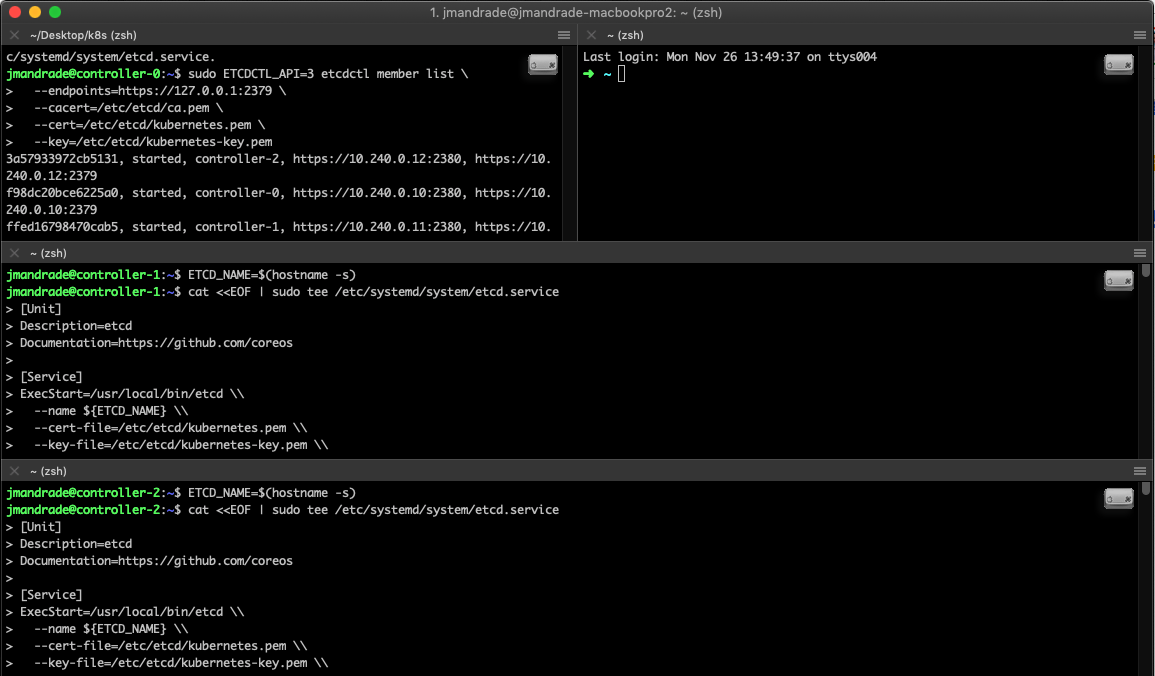 1. jmandrade@jmandrade-macbookpro2: ~ (zsh)
~/Desktop/k8s (zsh)
c/systemd/system/etcd.service.
jmandrade@controller-0:~$ sudo ETCDCTL_API=3 etcdctl member list \
>   --endpoints=https://127.0.0.1:2379 \
>   --cacert=/etc/etcd/ca.pem \
>   --cert=/etc/etcd/kubernetes.pem \
>   --key=/etc/etcd/kubernetes-key.pem
3a57933972cb5131, started, controller-2, https://10.240.0.12:2380, https://10.
240.0.12:2379
f98dc20bce6225a0, started, controller-0, https://10.240.0.10:2380, https://10.
240.0.10:2379
ffed16798470cab5, started, controller-1, https://10.240.0.11:2380, https://10.
~ (zsh)
Last login: Mon Nov 26 13:49:37 on ttys004
➜ ~
~ (zsh)
jmandrade@controller-1:~$ ETCD_NAME=$(hostname -s)
jmandrade@controller-1:~$ cat <<EOF | sudo tee /etc/systemd/system/etcd.service
> [Unit]
> Description=etcd
> Documentation=https://github.com/coreos
>
> [Service]
> ExecStart=/usr/local/bin/etcd \\
>   --name ${ETCD_NAME} \\
>   --cert-file=/etc/etcd/kubernetes.pem \\
>   --key-file=/etc/etcd/kubernetes-key.pem \\
~ (zsh)
jmandrade@controller-2:~$ ETCD_NAME=$(hostname -s)
jmandrade@controller-2:~$ cat <<EOF | sudo tee /etc/systemd/system/etcd.service
> [Unit]
> Description=etcd
> Documentation=https://github.com/coreos
>
> [Service]
> ExecStart=/usr/local/bin/etcd \\
>   --name ${ETCD_NAME} \\
>   --cert-file=/etc/etcd/kubernetes.pem \\
>   --key-file=/etc/etcd/kubernetes-key.pem \\